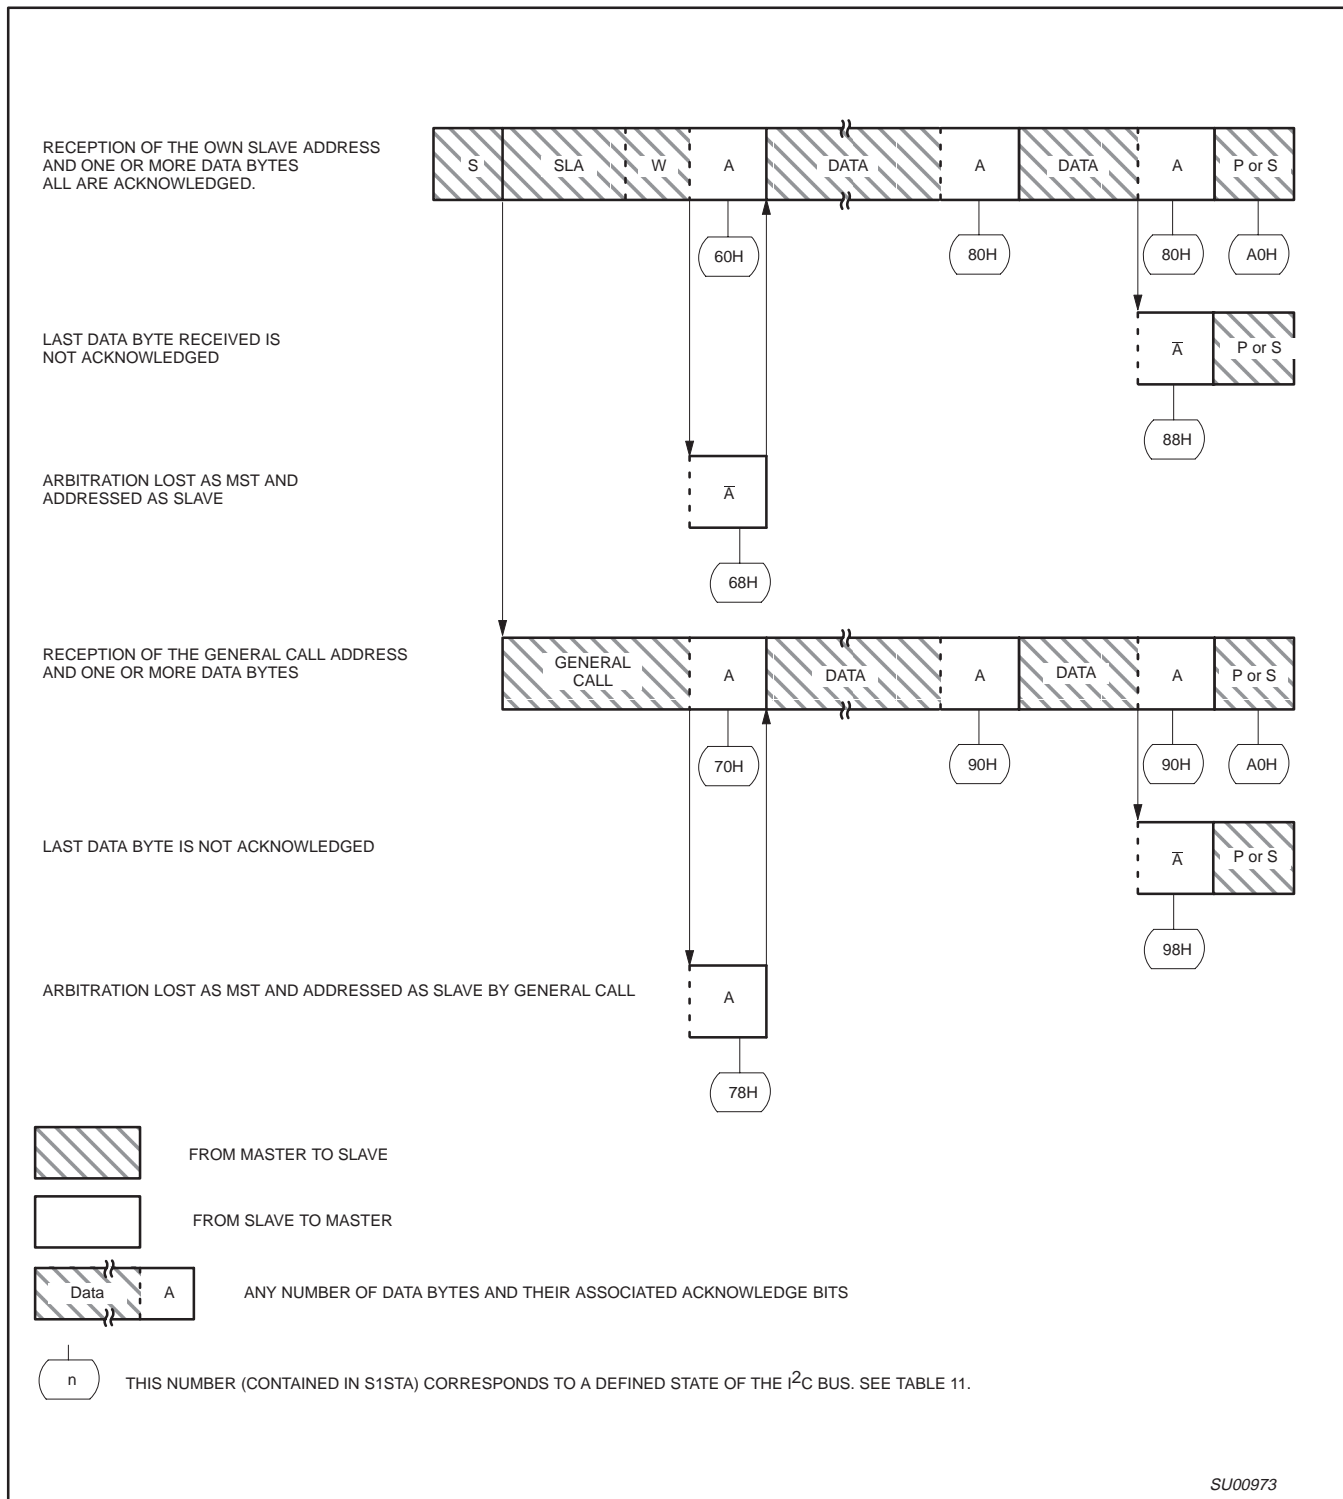 RECEPTION OF THE OWN SLAVE ADDRESS
AND ONE OR MORE DATA BYTES
ALL ARE ACKNOWLEDGED.
S SLA W A DATA A DATA A P or S
60H 80H 80H A0H
LAST DATA BYTE RECEIVED IS
NOT ACKNOWLEDGED
A̅ P or S
88H
ARBITRATION LOST AS MST AND
ADDRESSED AS SLAVE
A̅
68H
RECEPTION OF THE GENERAL CALL ADDRESS
AND ONE OR MORE DATA BYTES
GENERAL
CALL
A DATA A DATA A P or S
70H 90H 90H A0H
LAST DATA BYTE IS NOT ACKNOWLEDGED
A̅ P or S
98H
ARBITRATION LOST AS MST AND ADDRESSED AS SLAVE BY GENERAL CALL
A
78H
FROM MASTER TO SLAVE
FROM SLAVE TO MASTER
Data A ANY NUMBER OF DATA BYTES AND THEIR ASSOCIATED ACKNOWLEDGE BITS
n THIS NUMBER (CONTAINED IN S1STA) CORRESPONDS TO A DEFINED STATE OF THE I²C BUS. SEE TABLE 11.
SU00973